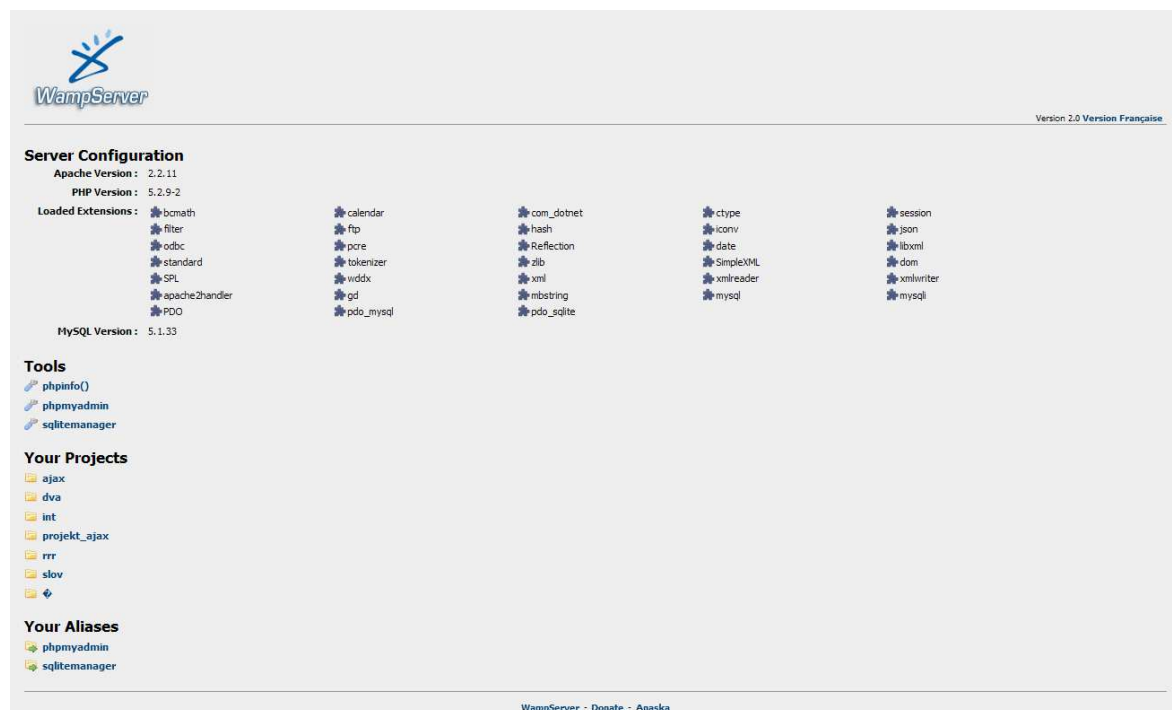 WampServer
Version 2.0 Version Française
Server Configuration
Apache Version : 2.2.11
PHP Version : 5.2.9-2
Loaded Extensions : bcmath calendar com_dotnet ctype session
filter ftp hash iconv json
odbc pcre Reflection date libxml
standard tokenizer zlib SimpleXML dom
SPL wddx xml xmlreader xmlwriter
apache2handler gd mbstring mysql mysqli
PDO pdo_mysql pdo_sqlite
MySQL Version : 5.1.33
Tools
phpinfo()
phpmyadmin
sqlitemanager
Your Projects
ajax
dva
int
projekt_ajax
rrr
slov
�
Your Aliases
phpmyadmin
sqlitemanager
WampServer - Donate - Anaska